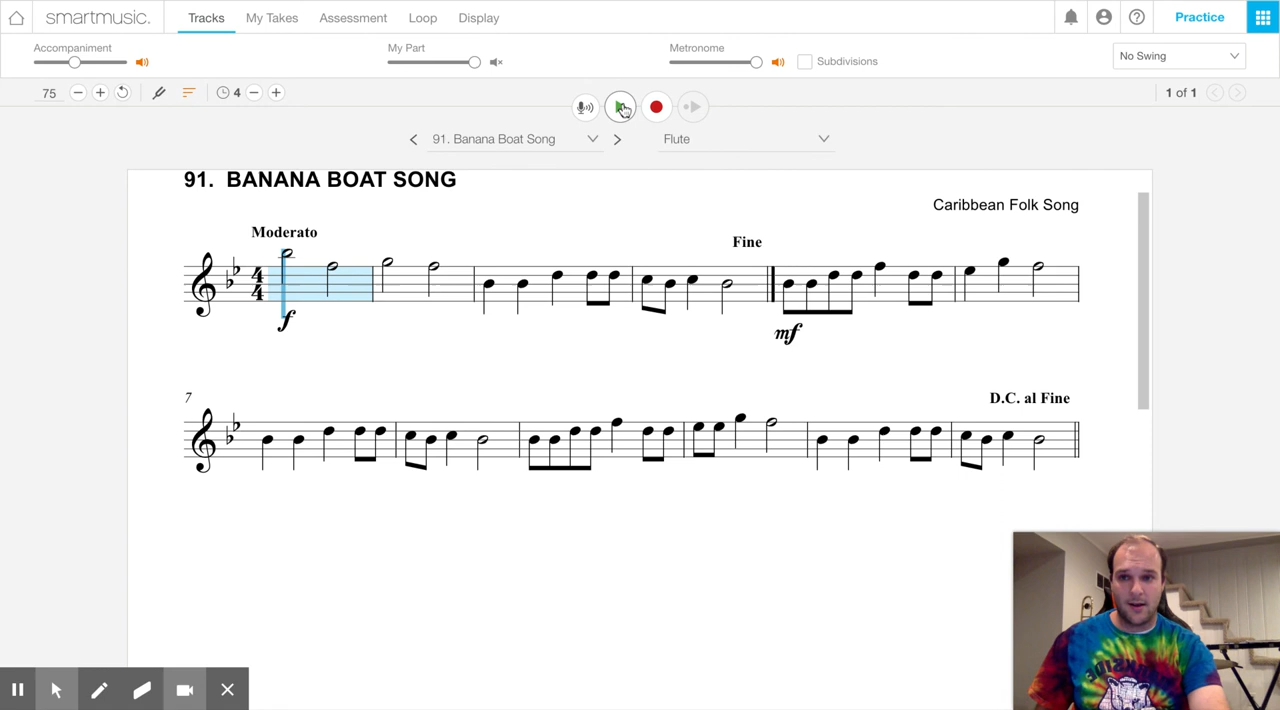 smartmusic. Tracks My Takes Assessment Loop Display Practice
Accompaniment My Part Metronome
Subdivisions No Swing
75 4 1 of 1
91. Banana Boat Song Flute
91. BANANA BOAT SONG
Caribbean Folk Song
Moderato
Fine
4
4
f
mf
7
D.C. al Fine